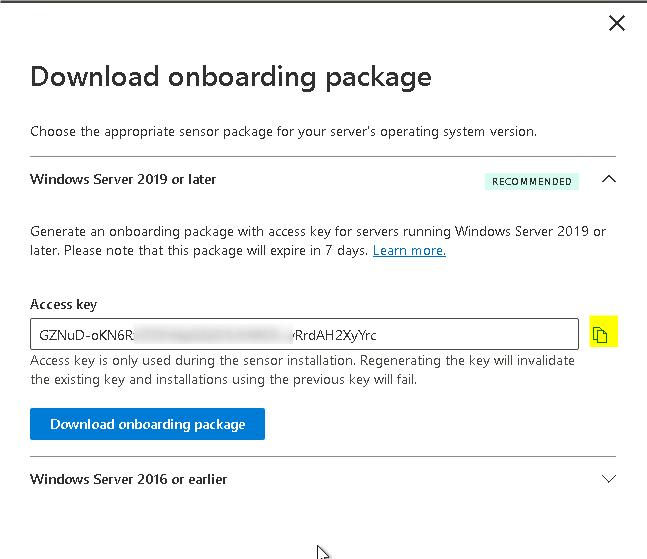 Download onboarding package
Choose the appropriate sensor package for your server's operating system version.
Windows Server 2019 or later
RECOMMENDED
Generate an onboarding package with access key for servers running Windows Server 2019 or
later. Please note that this package will expire in 7 days. Learn more.
Access key
Access key is only used during the sensor installation. Regenerating the key will invalidate
the existing key and installations using the previous key will fail.
Download onboarding package
Windows Server 2016 or earlier